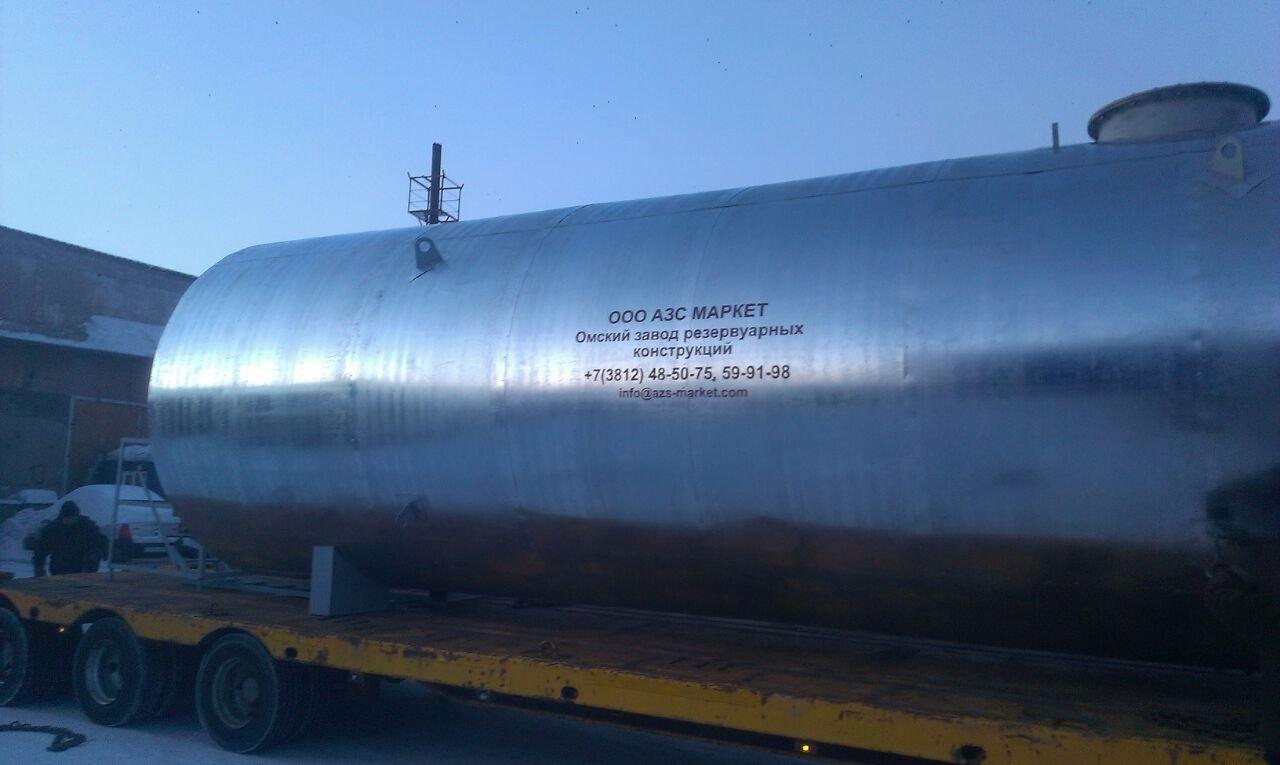 ООО АЗС МАРКЕТ
Омский завод резервуарных
конструкций
+7(3812) 48-50-75, 59-91-98
info@azs-market.com
13